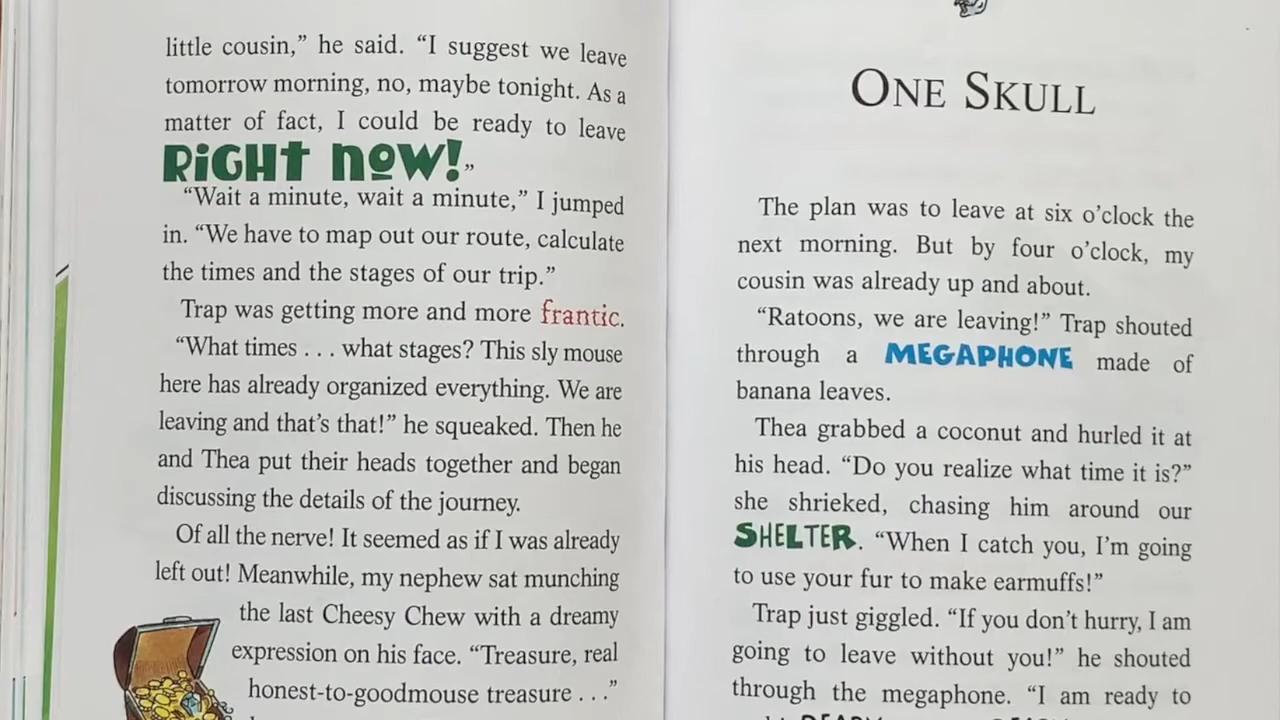 little cousin,” he said. “I suggest we leave
tomorrow morning, no, maybe tonight. As a
matter of fact, I could be ready to leave
RiGHt noW!”
“Wait a minute, wait a minute,” I jumped
in. “We have to map out our route, calculate
the times and the stages of our trip.”
Trap was getting more and more frantic.
“What times . . . what stages? This sly mouse
here has already organized everything. We are
leaving and that’s that!” he squeaked. Then he
and Thea put their heads together and began
discussing the details of the journey.
Of all the nerve! It seemed as if I was already
left out! Meanwhile, my nephew sat munching
the last Cheesy Chew with a dreamy
expression on his face. “Treasure, real
honest-to-goodmouse treasure . . .”
ONE SKULL
The plan was to leave at six o’clock the
next morning. But by four o’clock, my
cousin was already up and about.
“Ratoons, we are leaving!” Trap shouted
through a MEGAPHONE made of
banana leaves.
Thea grabbed a coconut and hurled it at
his head. “Do you realize what time it is?”
she shrieked, chasing him around our
SHELTER. “When I catch you, I’m going
to use your fur to make earmuffs!”
Trap just giggled. “If you don’t hurry, I am
going to leave without you!” he shouted
through the megaphone. “I am ready to